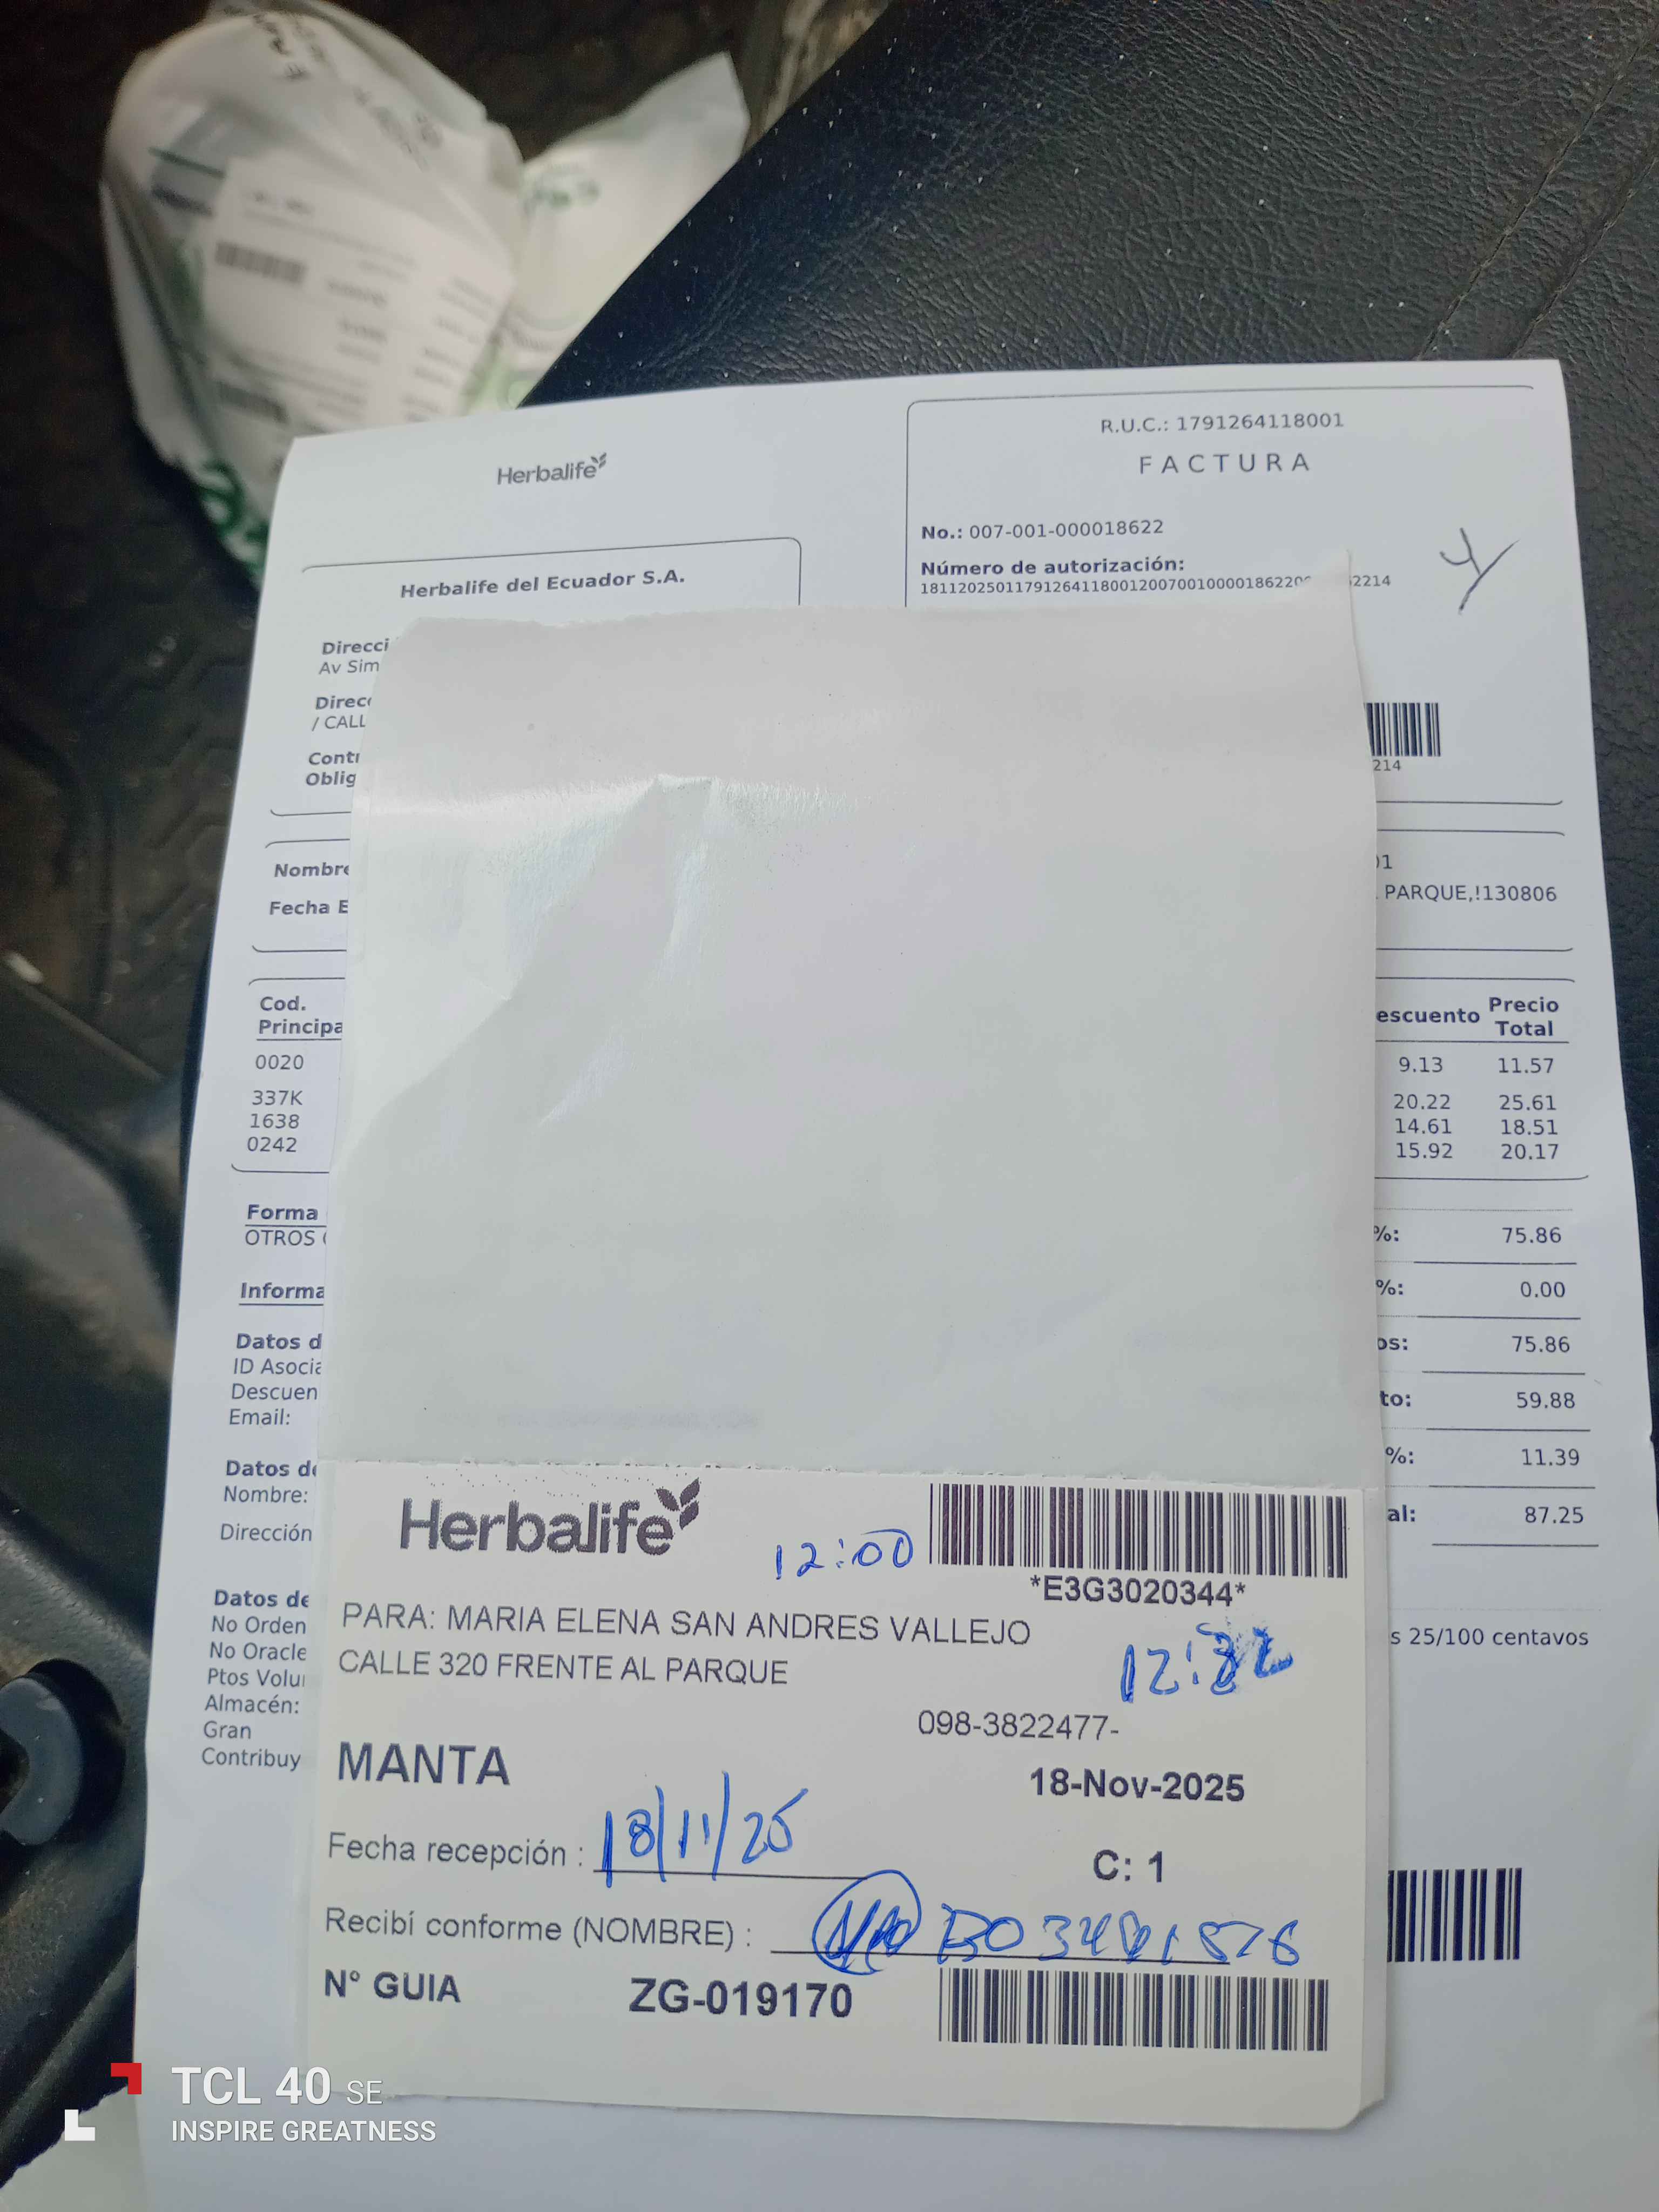 Herbalife
R.U.C.: 1791264118001
FACTURA
No.: 007-001-000018622
Número de autorización:
2214
Herbalife del Ecuador S.A.
Direcci
Av Sim
Direc
/ CALL
Cont
Oblig
214
Nombre
01
Fecha E
PARQUE,!130806
Cod.
Principa
escuento
Precio
Total
0020 9.13 11.57
337K 20.22 25.61
1638 14.61 18.51
0242 15.92 20.17
Forma
OTROS (
%: 75.86
Informa
%: 0.00
Datos d
os: 75.86
ID Asocia
Descuen
to: 59.88
Email:
Datos de
%: 11.39
Nombre:
Dirección
al: 87.25
Datos de
No Orden
s 25/100 centavos
No Oracle
Ptos Volu
Almacén:
Gran
Contribuy
Herbalife
12:00
*E3G3020344*
PARA: MARIA ELENA SAN ANDRES VALLEJO
CALLE 320 FRENTE AL PARQUE
098-3822477-
MANTA
18-Nov-2025
Fecha recepción : 18/11/25
C: 1
Recibí conforme (NOMBRE) :
N° GUIA ZG-019170
TCL 40 SE
INSPIRE GREATNESS